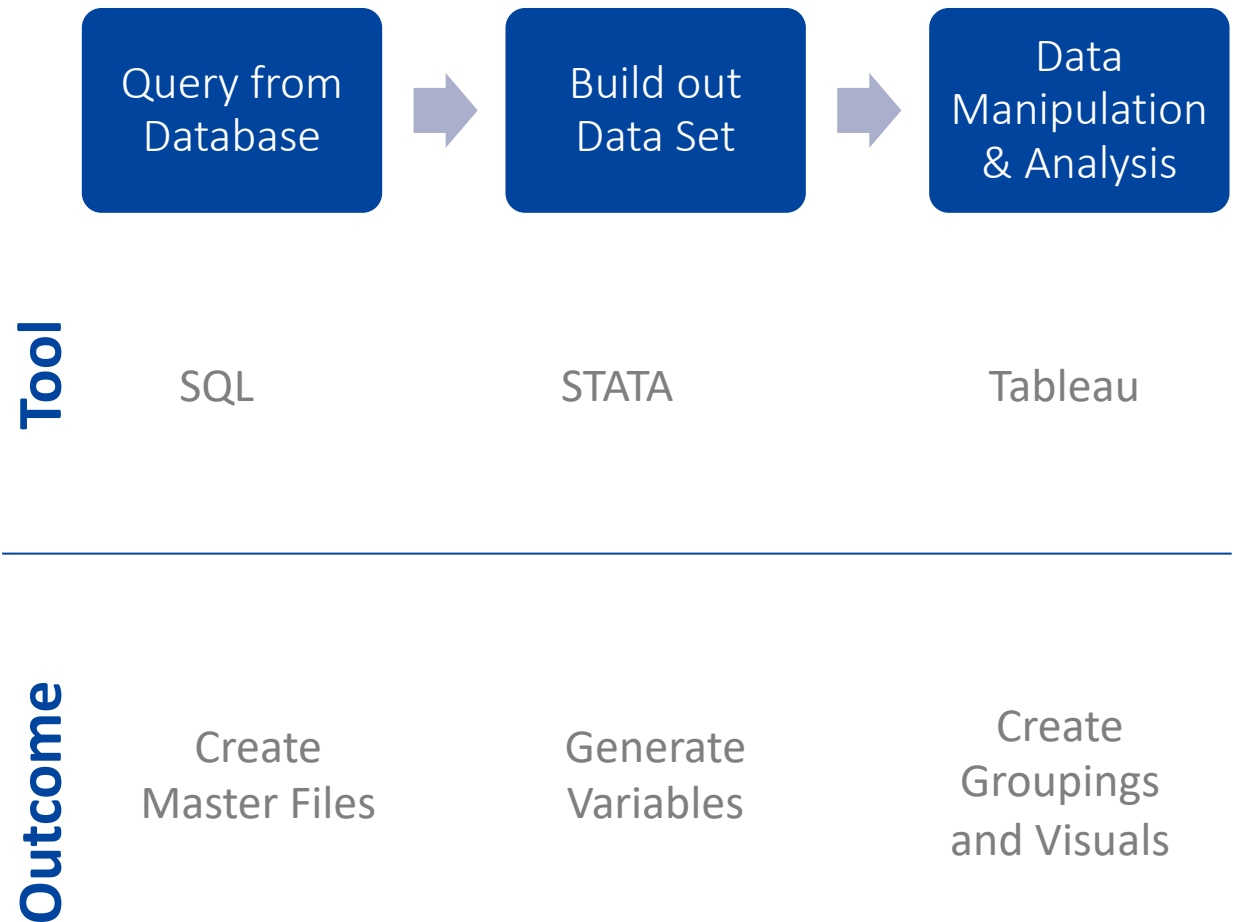 Query from
Database
Build out
Data Set
Data
Manipulation
& Analysis
Tool
SQL
STATA
Tableau
Outcome
Create
Master Files
Generate
Variables
Create
Groupings
and Visuals